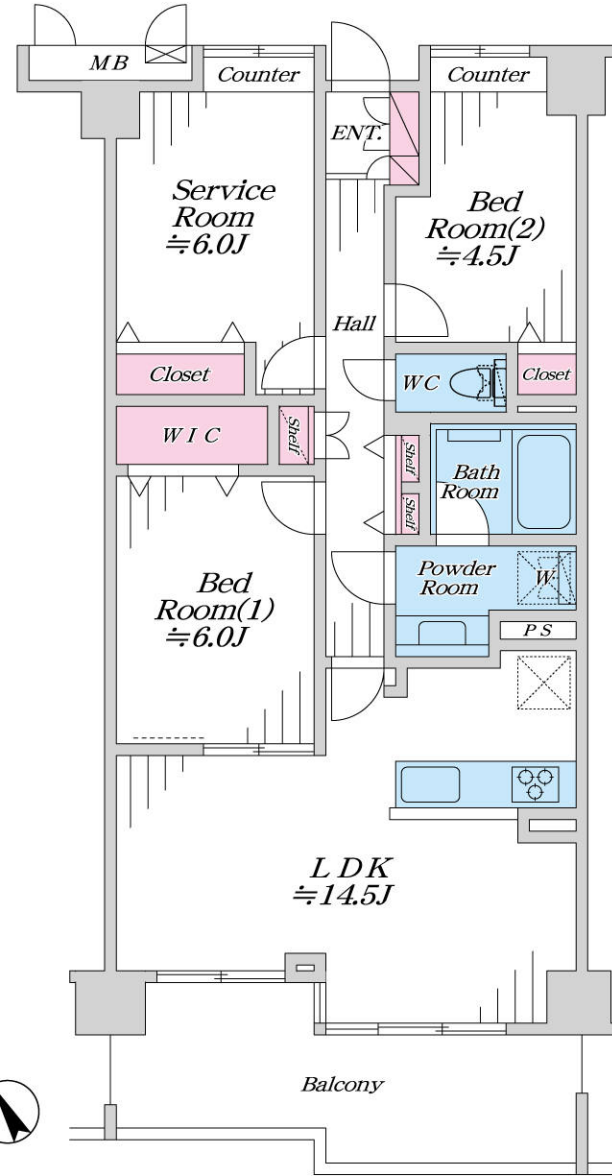 MB
Counter
Counter
ENT.
Service
Room
≒6.0J
Bed
Room(2)
≒4.5J
Hall
Closet
WC
Closet
WIC
Shelf
Shelf
Shelf
Bath
Room
Bed
Room(1)
≒6.0J
Powder
Room
W
PS
LDK
≒14.5J
Balcony